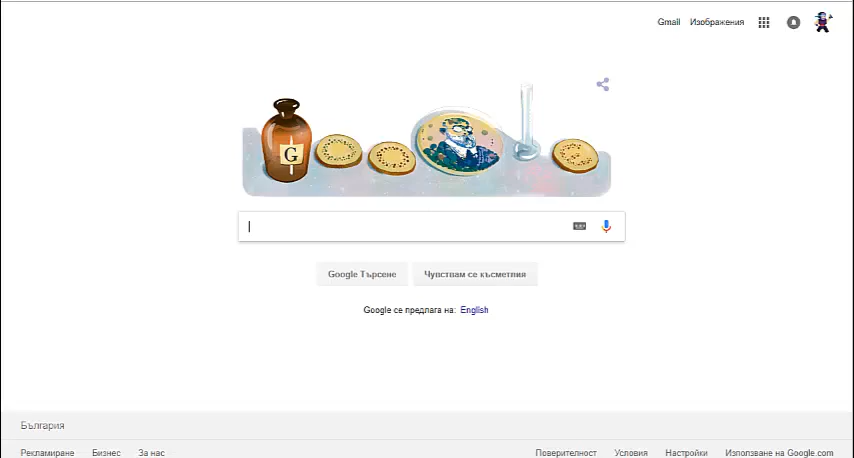 Gmail Изображения
G
Google Търсене Чувствам се късметлия
Google се предлага на: English
България
Рекламиране Бизнес За нас Поверителност Условия Настройки Използване на Google.com